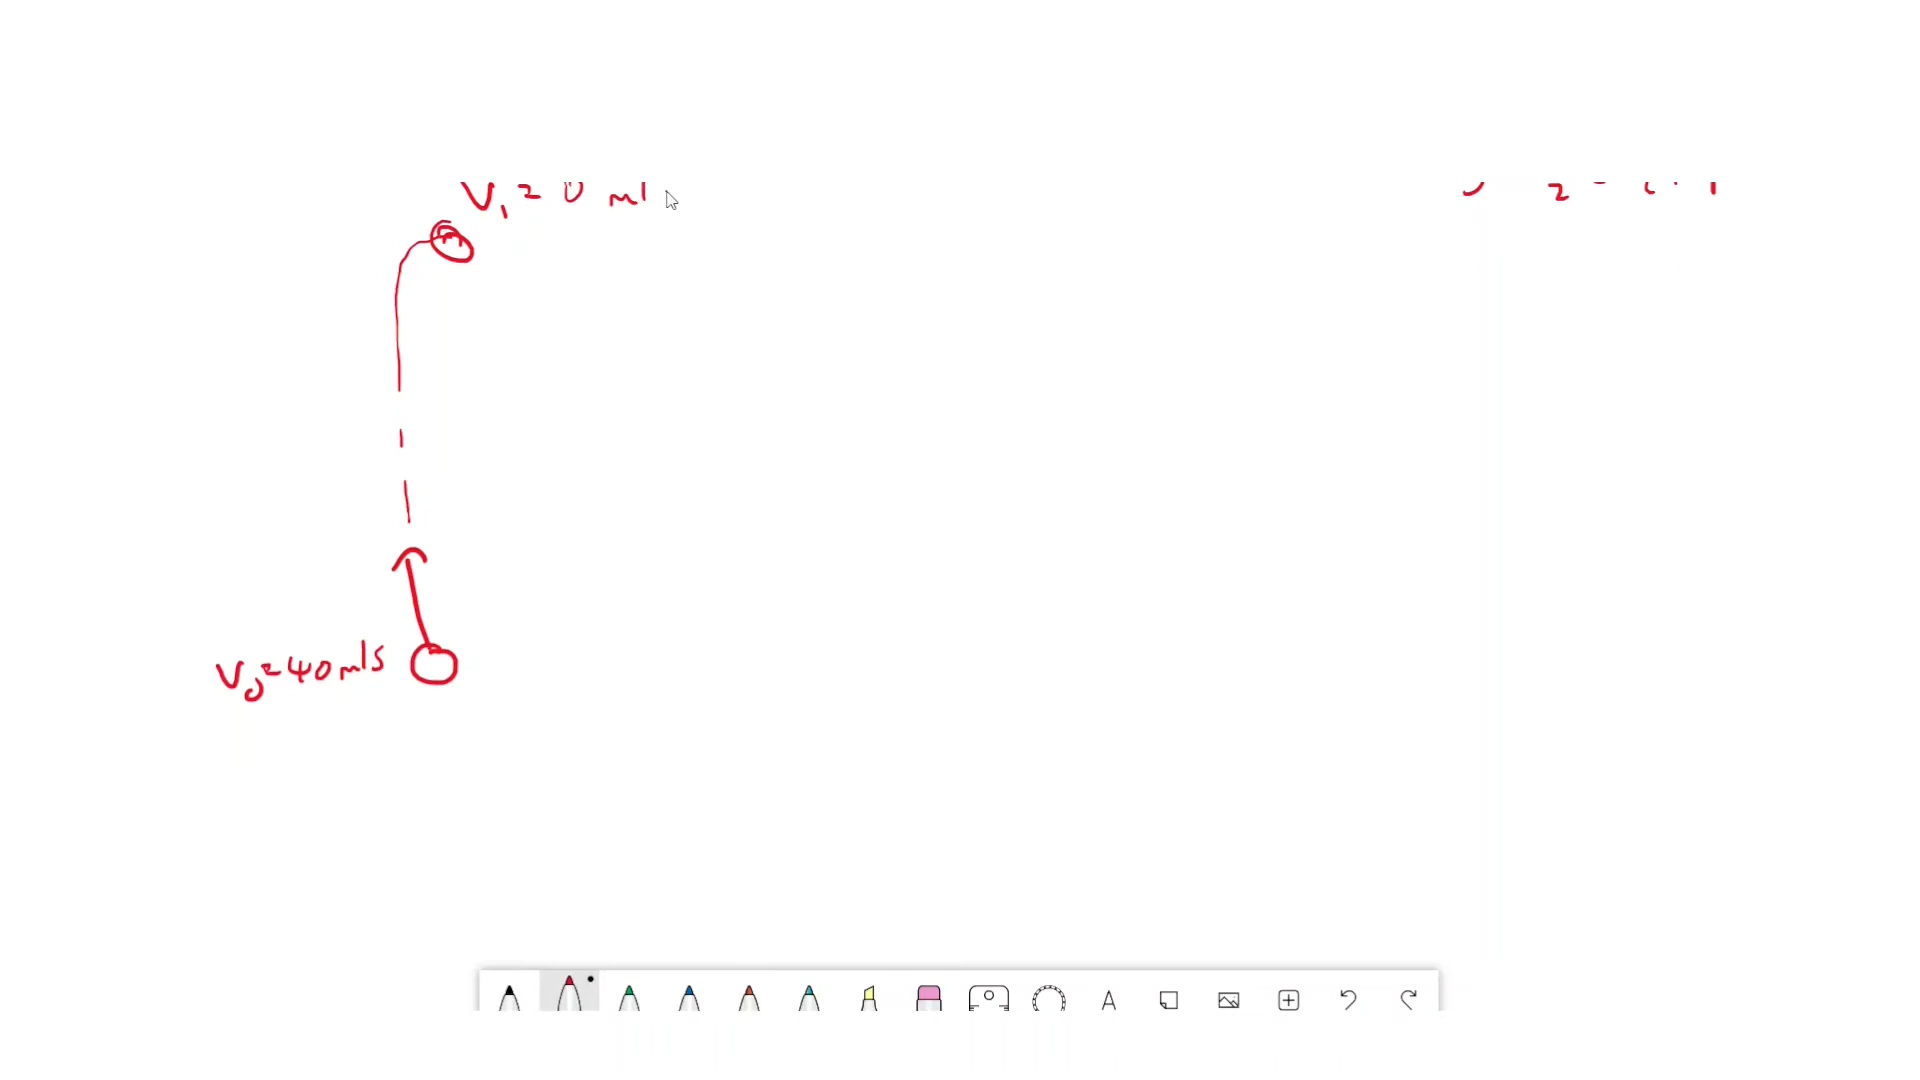 V₁ = 0 m/
V₀ = 40 m/s
A